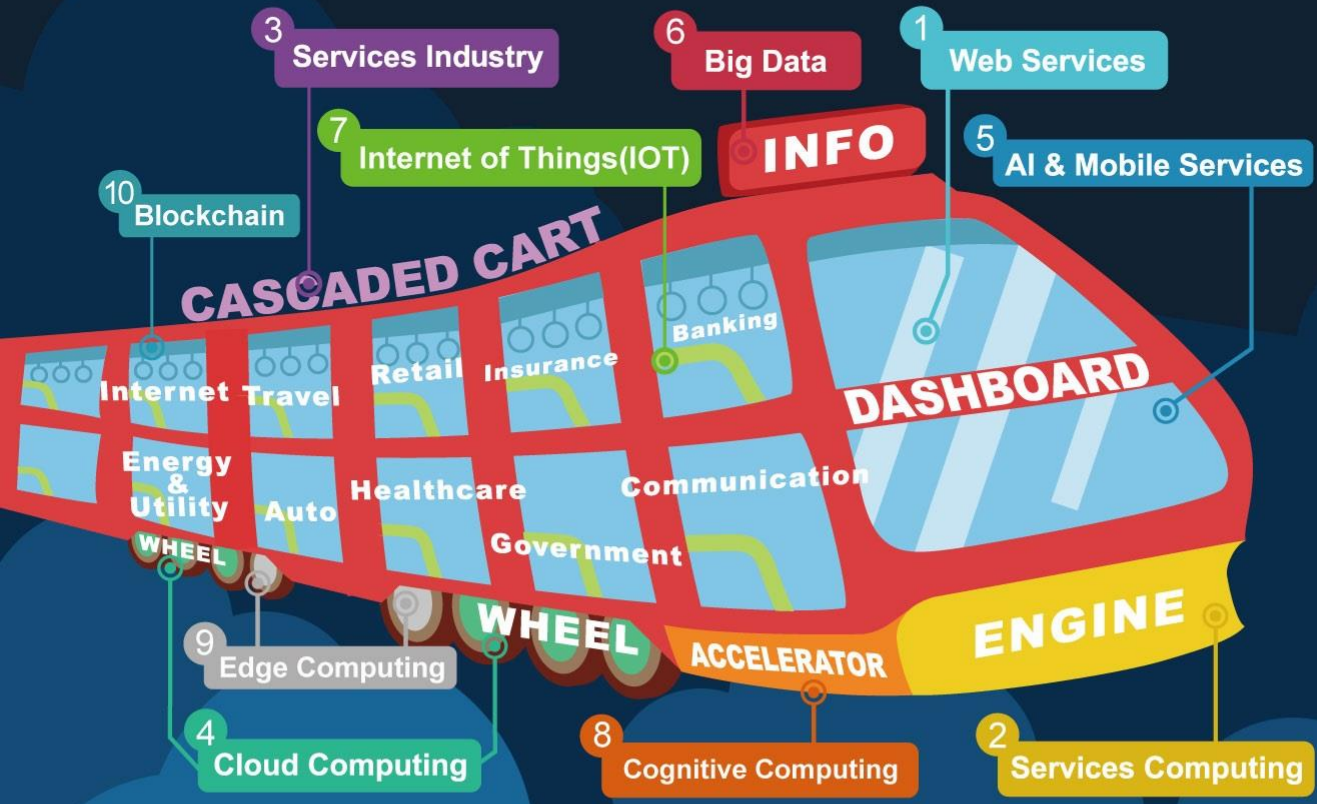 3
Services Industry
6
Big Data
1
Web Services
7
Internet of Things(IOT)
INFO
5
AI & Mobile Services
10
Blockchain
CASCADED CART
Internet
Travel
Retail
Insurance
Banking
DASHBOARD
Energy
&
Utility
Auto
Healthcare
Government
Communication
WHEEL
WHEEL
ACCELERATOR
ENGINE
9
Edge Computing
4
Cloud Computing
8
Cognitive Computing
2
Services Computing